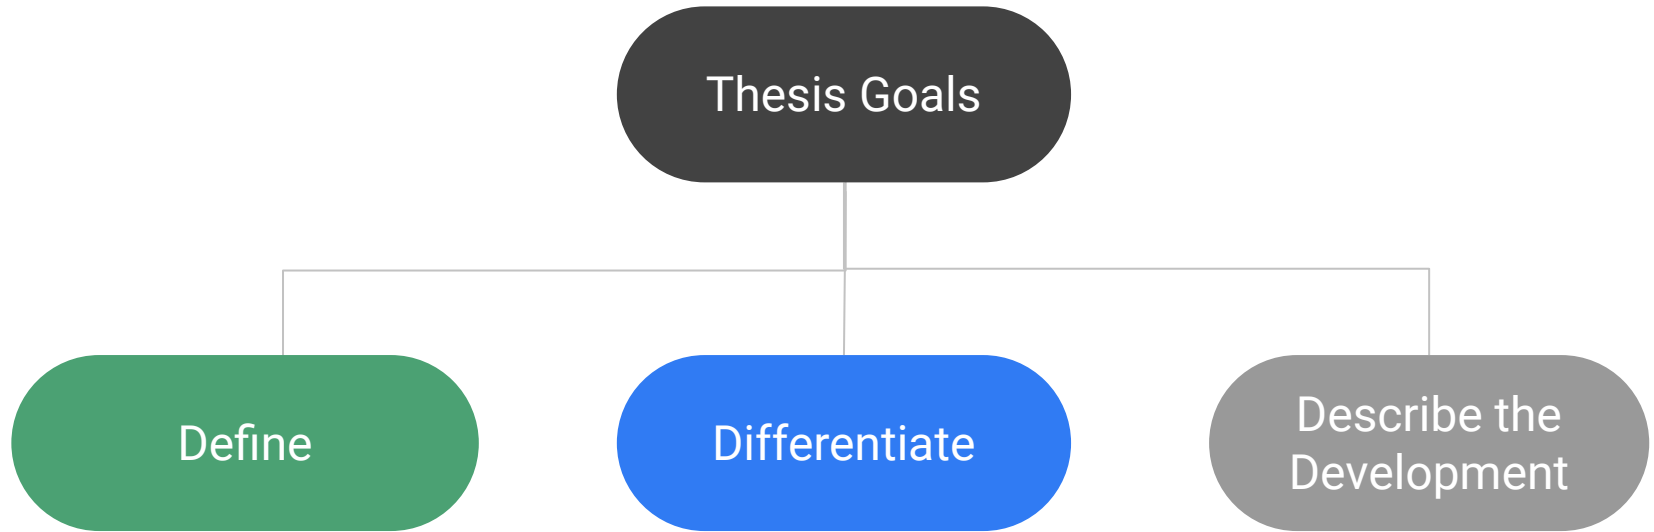 Thesis Goals
Define
Differentiate
Describe the
Development